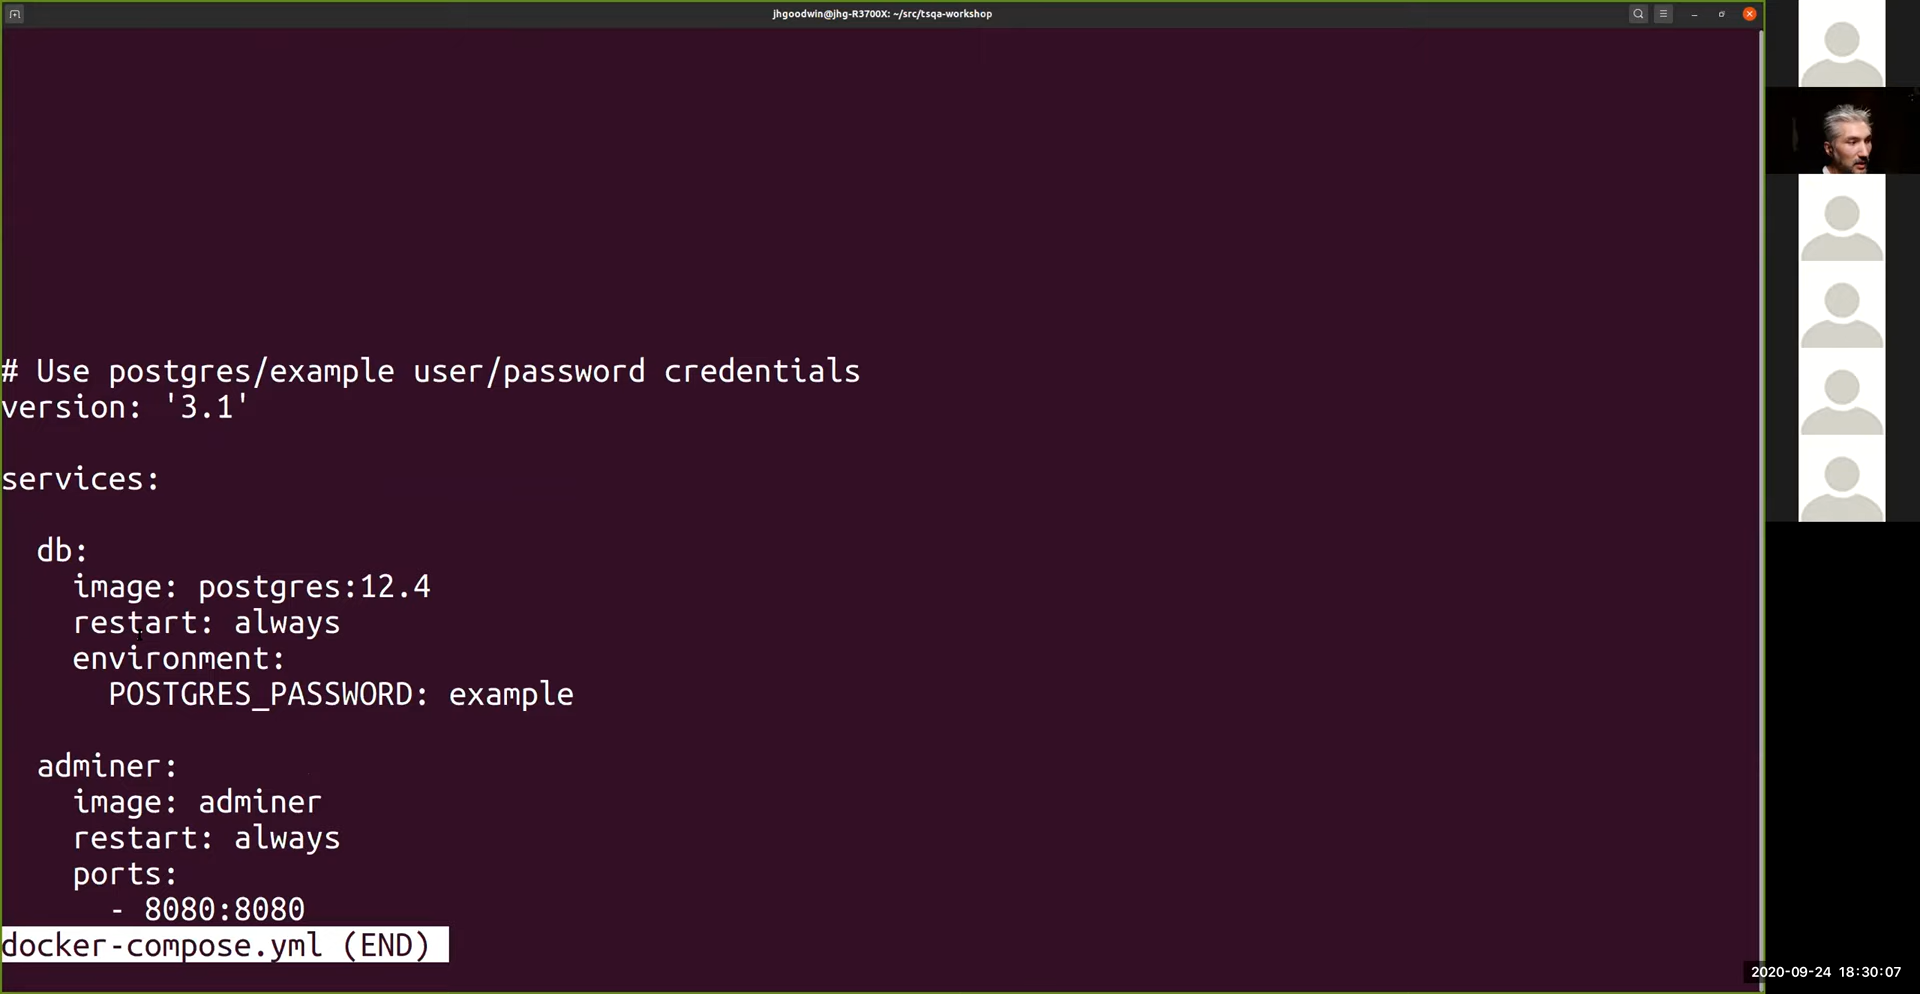 jhgoodwin@jhg-R3700X: ~/src/tsqa-workshop
# Use postgres/example user/password credentials
version: '3.1'
services:
db:
image: postgres:12.4
restart: always
environment:
POSTGRES_PASSWORD: example
adminer:
image: adminer
restart: always
ports:
- 8080:8080
docker-compose.yml (END)
2020-09-24 18:30:07